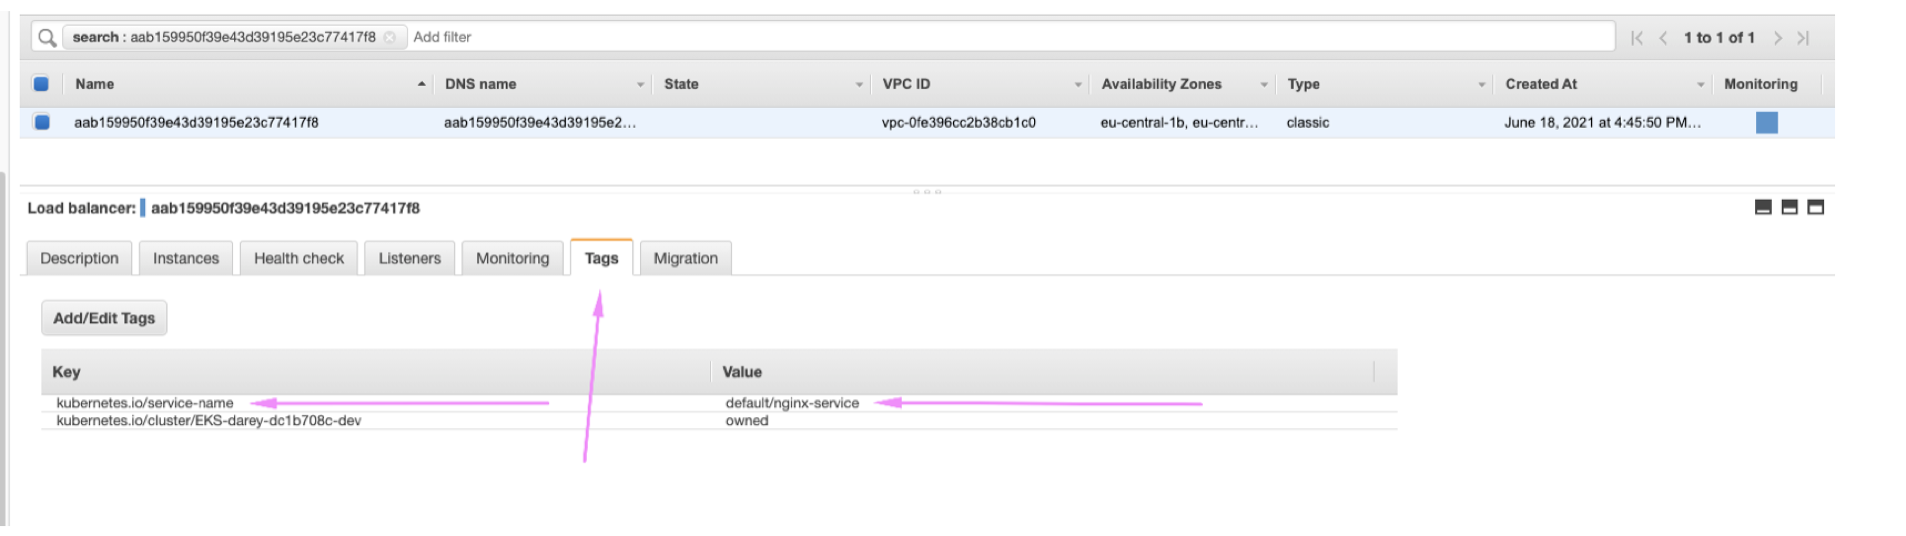 search : aab159950f39e43d39195e23c77417f8 Add filter 1 to 1 of 1
Name DNS name State VPC ID Availability Zones Type Created At Monitoring
aab159950f39e43d39195e23c77417f8 aab159950f39e43d39195e2... vpc-0fe396cc2b38cb1c0 eu-central-1b, eu-centr... classic June 18, 2021 at 4:45:50 PM...
Load balancer: aab159950f39e43d39195e23c77417f8
Description Instances Health check Listeners Monitoring Tags Migration
Add/Edit Tags
Key Value
kubernetes.io/service-name default/nginx-service
kubernetes.io/cluster/EKS-darey-dc1b708c-dev owned